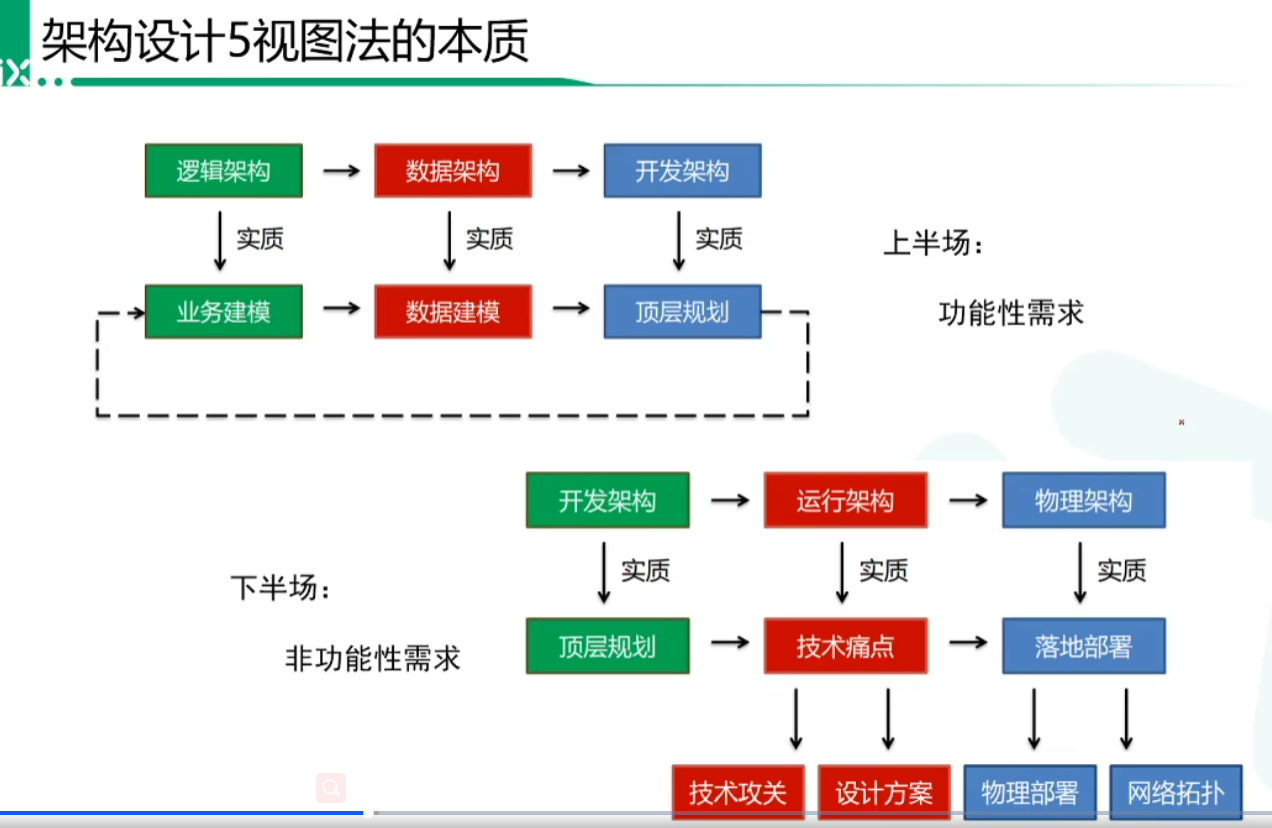 架构设计5视图法的本质
逻辑架构
数据架构
开发架构
实质
实质
实质
上半场：
业务建模
数据建模
顶层规划
功能性需求
开发架构
运行架构
物理架构
实质
实质
实质
下半场：
顶层规划
技术痛点
落地部署
非功能性需求
技术攻关
设计方案
物理部署
网络拓扑